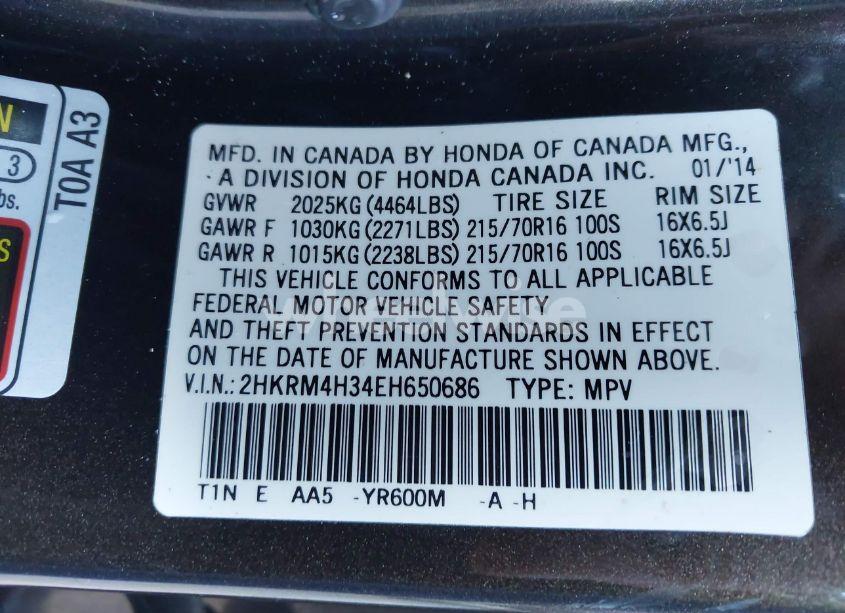 N
3
bs.
S
T0A A3
MFD. IN CANADA BY HONDA OF CANADA MFG.,
A DIVISION OF HONDA CANADA INC. 01/'14
GVWR 2025KG (4464LBS) TIRE SIZE RIM SIZE
GAWR F 1030KG (2271LBS) 215/70R16 100S 16X6.5J
GAWR R 1015KG (2238LBS) 215/70R16 100S 16X6.5J
THIS VEHICLE CONFORMS TO ALL APPLICABLE
FEDERAL MOTOR VEHICLE SAFETY
AND THEFT PREVENTION STANDARDS IN EFFECT
ON THE DATE OF MANUFACTURE SHOWN ABOVE.
V.I.N.: 2HKRM4H34EH650686 TYPE: MPV
T1N E AA5 -YR600M -A -H